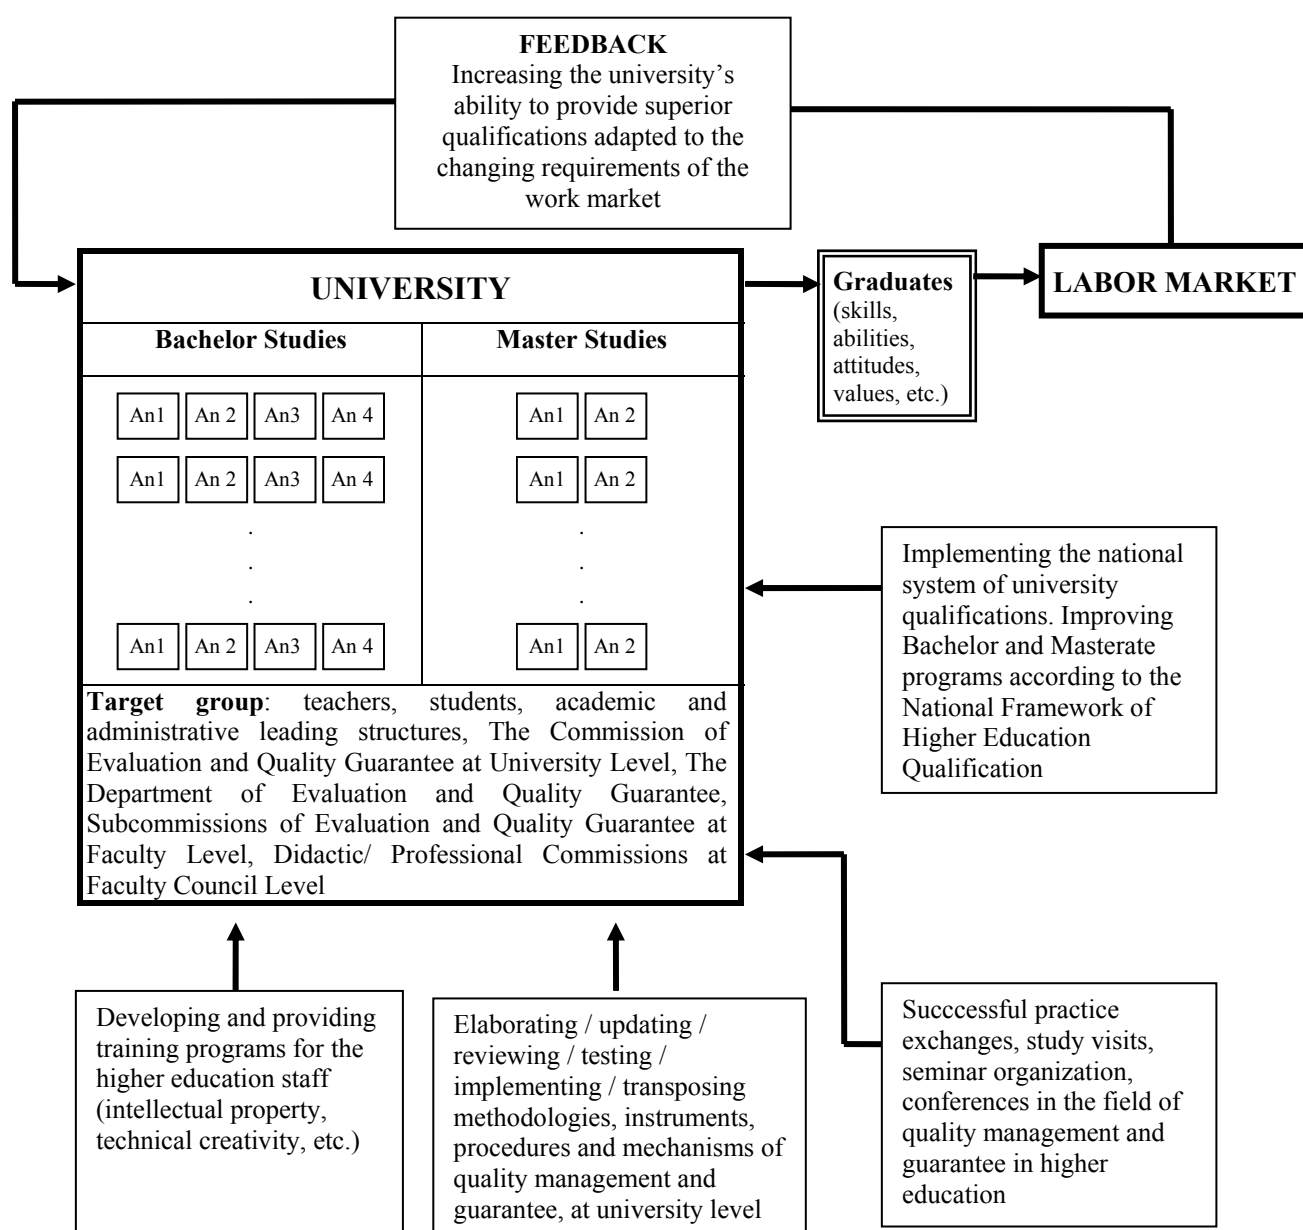 FEEDBACK
Increasing the university’s
ability to provide superior
qualifications adapted to the
changing requirements of the
work market
UNIVERSITY
Bachelor Studies
Master Studies
An1 An 2 An3 An 4
An1 An 2
An1 An 2 An3 An 4
An1 An 2
.
.
.
.
.
.
An1 An 2 An3 An 4
An1 An 2
Target group: teachers, students, academic and
administrative leading structures, The Commission of
Evaluation and Quality Guarantee at University Level, The
Department of Evaluation and Quality Guarantee,
Subcommissions of Evaluation and Quality Guarantee at
Faculty Level, Didactic/ Professional Commissions at
Faculty Council Level
Graduates
(skills,
abilities,
attitudes,
values, etc.)
LABOR MARKET
Implementing the national
system of university
qualifications. Improving
Bachelor and Masterate
programs according to the
National Framework of
Higher Education
Qualification
Developing and providing
training programs for the
higher education staff
(intellectual property,
technical creativity, etc.)
Elaborating / updating /
reviewing / testing /
implementing / transposing
methodologies, instruments,
procedures and mechanisms of
quality management and
guarantee, at university level
Succcessful practice
exchanges, study visits,
seminar organization,
conferences in the field of
quality management and
guarantee in higher
education